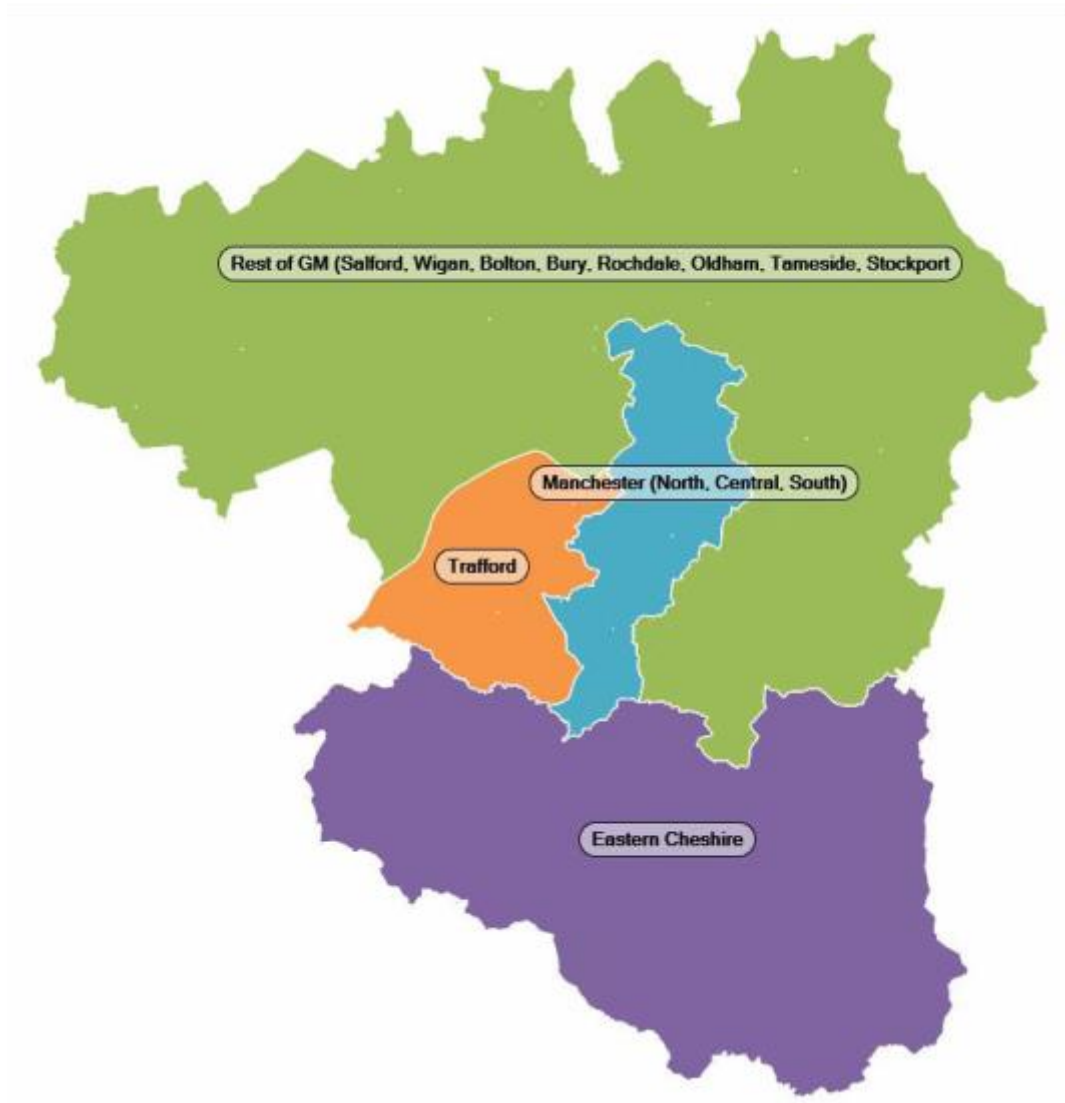 Rest of GM (Salford, Wigan, Bolton, Bury, Rochdale, Oldham, Tameside, Stockport
Manchester (North, Central, South)
Trafford
Eastern Cheshire